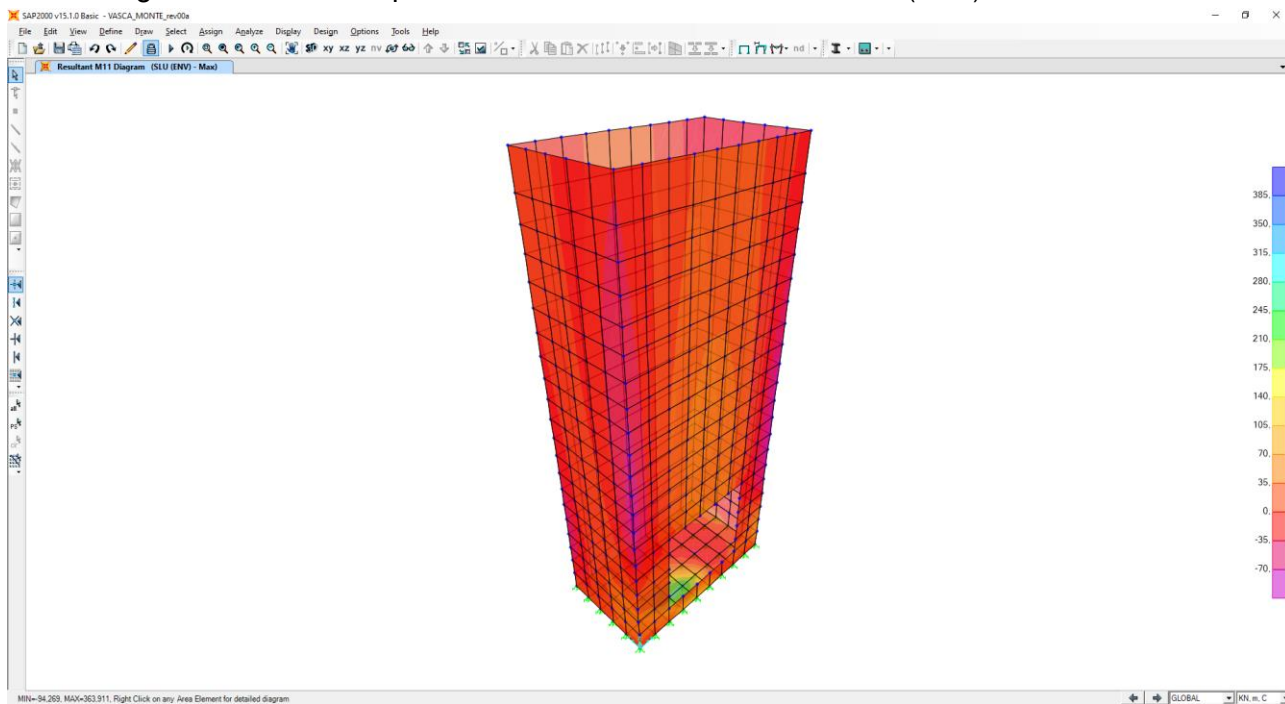 SAP2000 v15.1.0 Basic - VASCA_MONTE_rev00a
File Edit View Define Draw Select Assign Analyze Display Design Options Tools Help
xy xz yz nv
nd
Resultant M11 Diagram (SLU (ENV) - Max)
385,
350,
315,
280,
245,
210,
175,
140,
105,
70,
35,
0,
-35,
-70,
MIN=-94.269, MAX=363.911, Right Click on any Area Element for detailed diagram
GLOBAL
KN, m, C